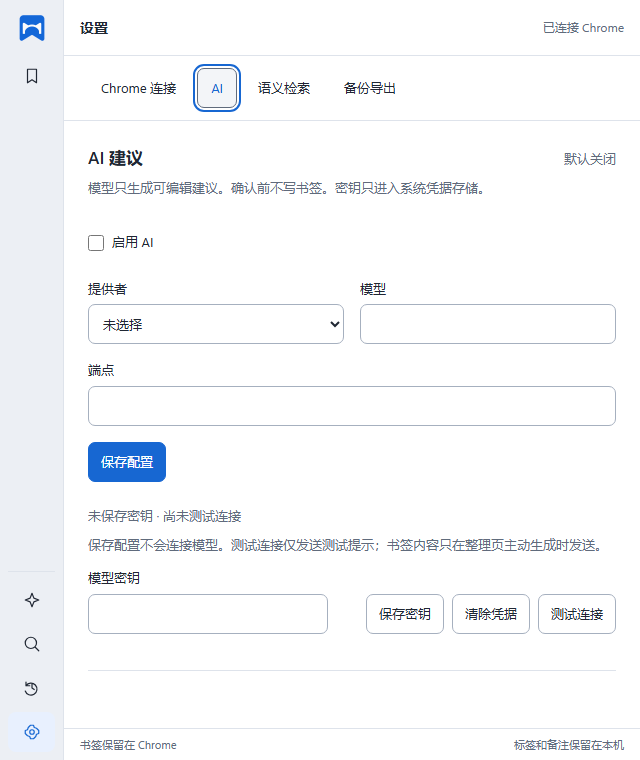 设置
已连接 Chrome
Chrome 连接
AI
语义检索
备份导出
AI 建议
默认关闭
模型只生成可编辑建议。确认前不写书签。密钥只进入系统凭据存储。
启用 AI
提供者
模型
未选择
端点
保存配置
未保存密钥 · 尚未测试连接
保存配置不会连接模型。测试连接仅发送测试提示；书签内容只在整理页主动生成时发送。
模型密钥
保存密钥
清除凭据
测试连接
书签保留在 Chrome
标签和备注保留在本机